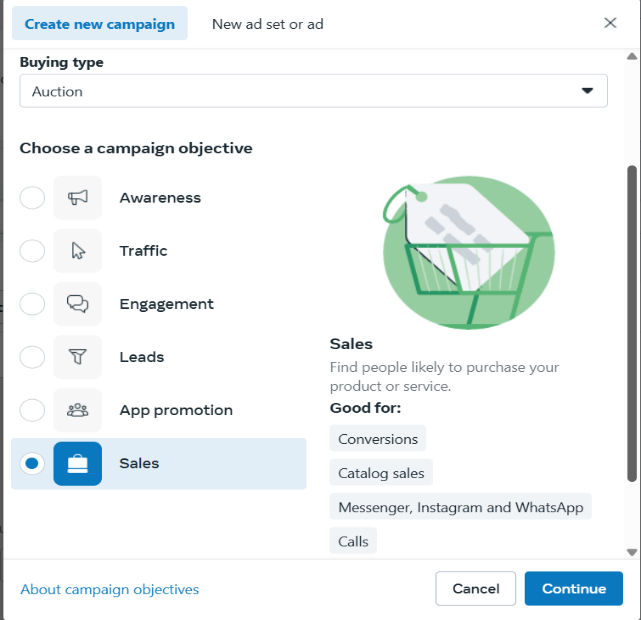 Create new campaign
New ad set or ad
Buying type
Auction
Choose a campaign objective
Awareness
Traffic
Engagement
Leads
App promotion
Sales
Sales
Find people likely to purchase your
product or service.
Good for:
Conversions
Catalog sales
Messenger, Instagram and WhatsApp
Calls
About campaign objectives
Cancel
Continue